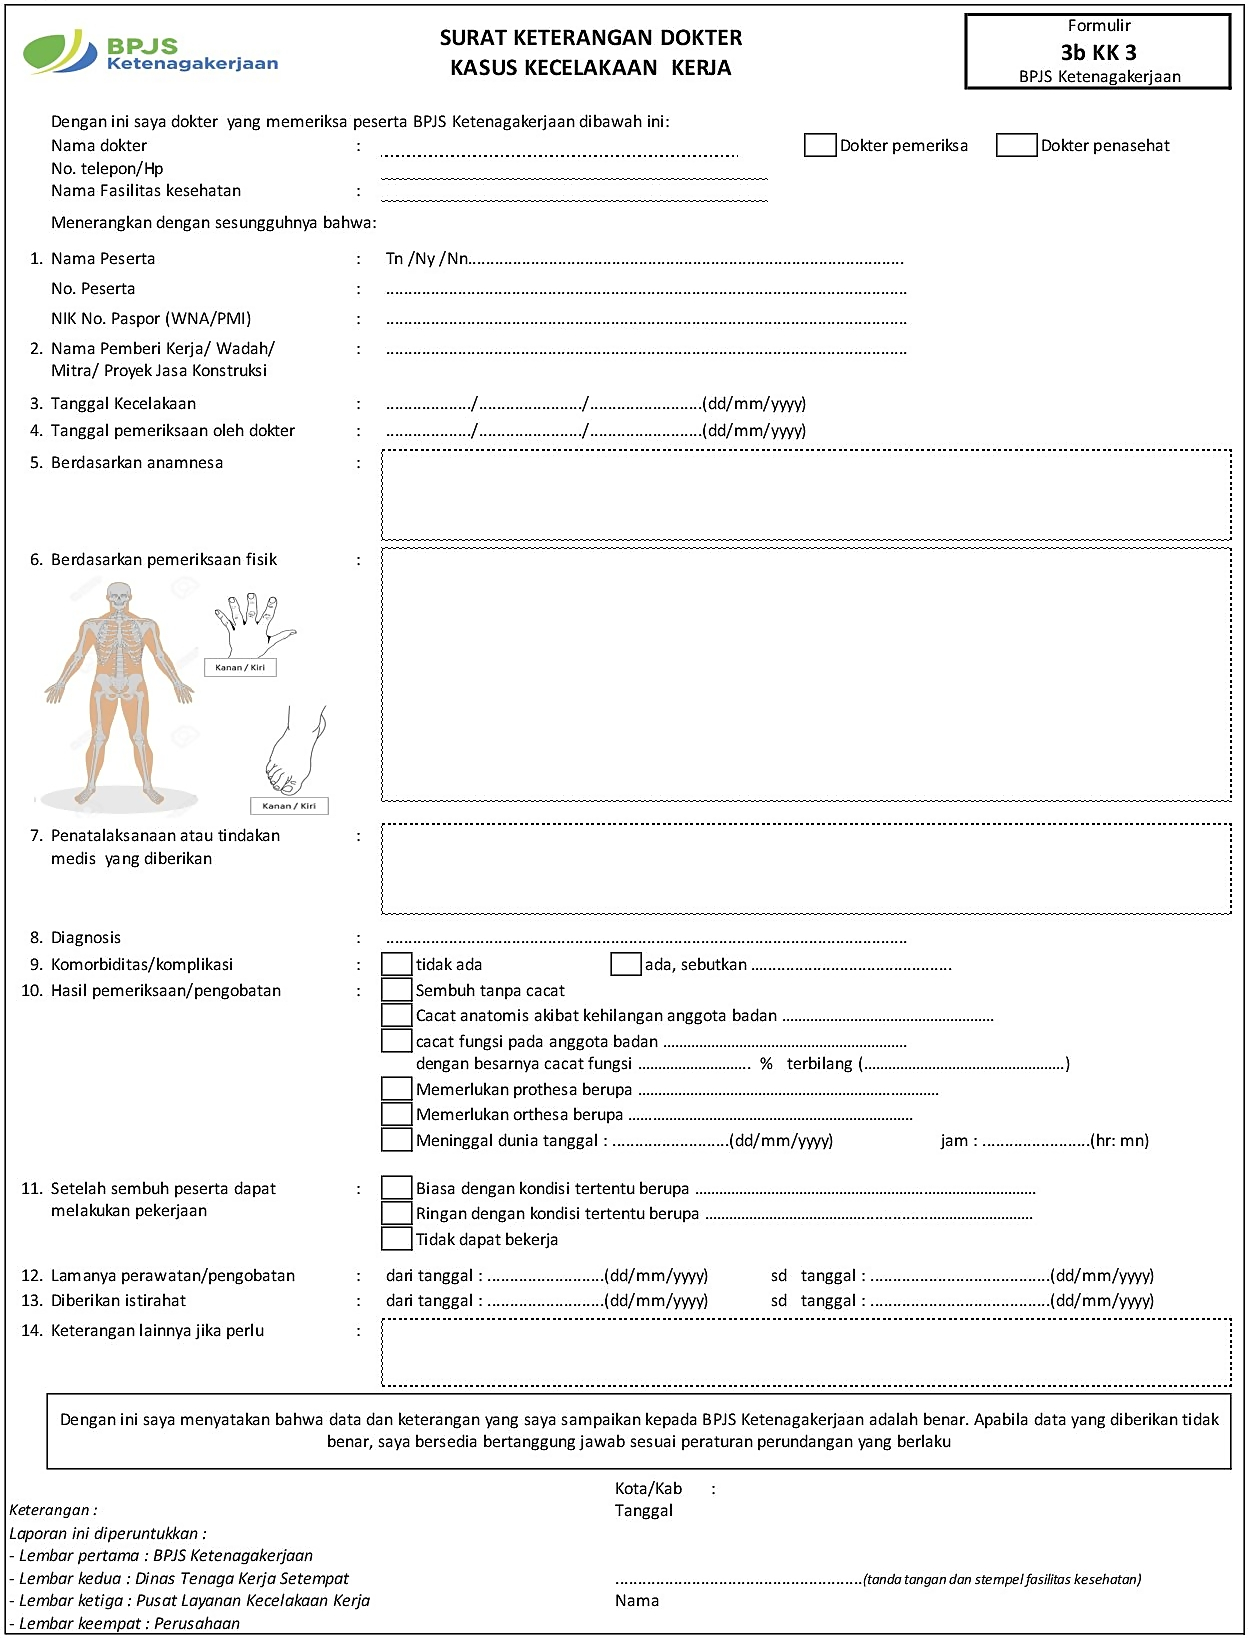 BPJS
Ketenagakerjaan
SURAT KETERANGAN DOKTER
KASUS KECELAKAAN KERJA
Formulir
3b KK 3
BPJS Ketenagakerjaan
Dengan ini saya dokter yang memeriksa peserta BPJS Ketenagakerjaan dibawah ini:
Nama dokter : ........................ Dokter pemeriksa Dokter penasehat
No. telepon/Hp
Nama Fasilitas kesehatan :
Menerangkan dengan sesungguhnya bahwa:
1. Nama Peserta : Tn /Ny /Nn........................
No. Peserta : ........................
NIK No. Paspor (WNA/PMI) : ........................
2. Nama Pemberi Kerja/ Wadah/ : ........................
Mitra/ Proyek Jasa Konstruksi
3. Tanggal Kecelakaan : .................../......................./.........................(dd/mm/yyyy)
4. Tanggal pemeriksaan oleh dokter : .................../......................./.........................(dd/mm/yyyy)
5. Berdasarkan anamnesa :
6. Berdasarkan pemeriksaan fisik :
Kanan / Kiri
Kanan / Kiri
7. Penatalaksanaan atau tindakan :
medis yang diberikan
8. Diagnosis : ........................
9. Komorbiditas/komplikasi : tidak ada ada, sebutkan ........................
10. Hasil pemeriksaan/pengobatan : Sembuh tanpa cacat
Cacat anatomis akibat kehilangan anggota badan ........................
cacat fungsi pada anggota badan ........................
dengan besarnya cacat fungsi ......................... % terbilang (........................)
Memerlukan prothesa berupa ........................
Memerlukan orthesa berupa ........................
Meninggal dunia tanggal : ..........................(dd/mm/yyyy) jam : ........................(hr: mn)
11. Setelah sembuh peserta dapat : Biasa dengan kondisi tertentu berupa ........................
melakukan pekerjaan
Ringan dengan kondisi tertentu berupa ........................
Tidak dapat bekerja
12. Lamanya perawatan/pengobatan : dari tanggal : ..........................(dd/mm/yyyy) sd tanggal : ........................(dd/mm/yyyy)
13. Diberikan istirahat : dari tanggal : ..........................(dd/mm/yyyy) sd tanggal : ........................(dd/mm/yyyy)
14. Keterangan lainnya jika perlu :
Dengan ini saya menyatakan bahwa data dan keterangan yang saya sampaikan kepada BPJS Ketenagakerjaan adalah benar. Apabila data yang diberikan tidak
benar, saya bersedia bertanggung jawab sesuai peraturan perundangan yang berlaku
Kota/Kab :
Tanggal
Keterangan :
Laporan ini diperuntukkan :
- Lembar pertama : BPJS Ketenagakerjaan
- Lembar kedua : Dinas Tenaga Kerja Setempat
- Lembar ketiga : Pusat Layanan Kecelakaan Kerja
- Lembar keempat : Perusahaan
........................(tanda tangan dan stempel fasilitas kesehatan)
Nama